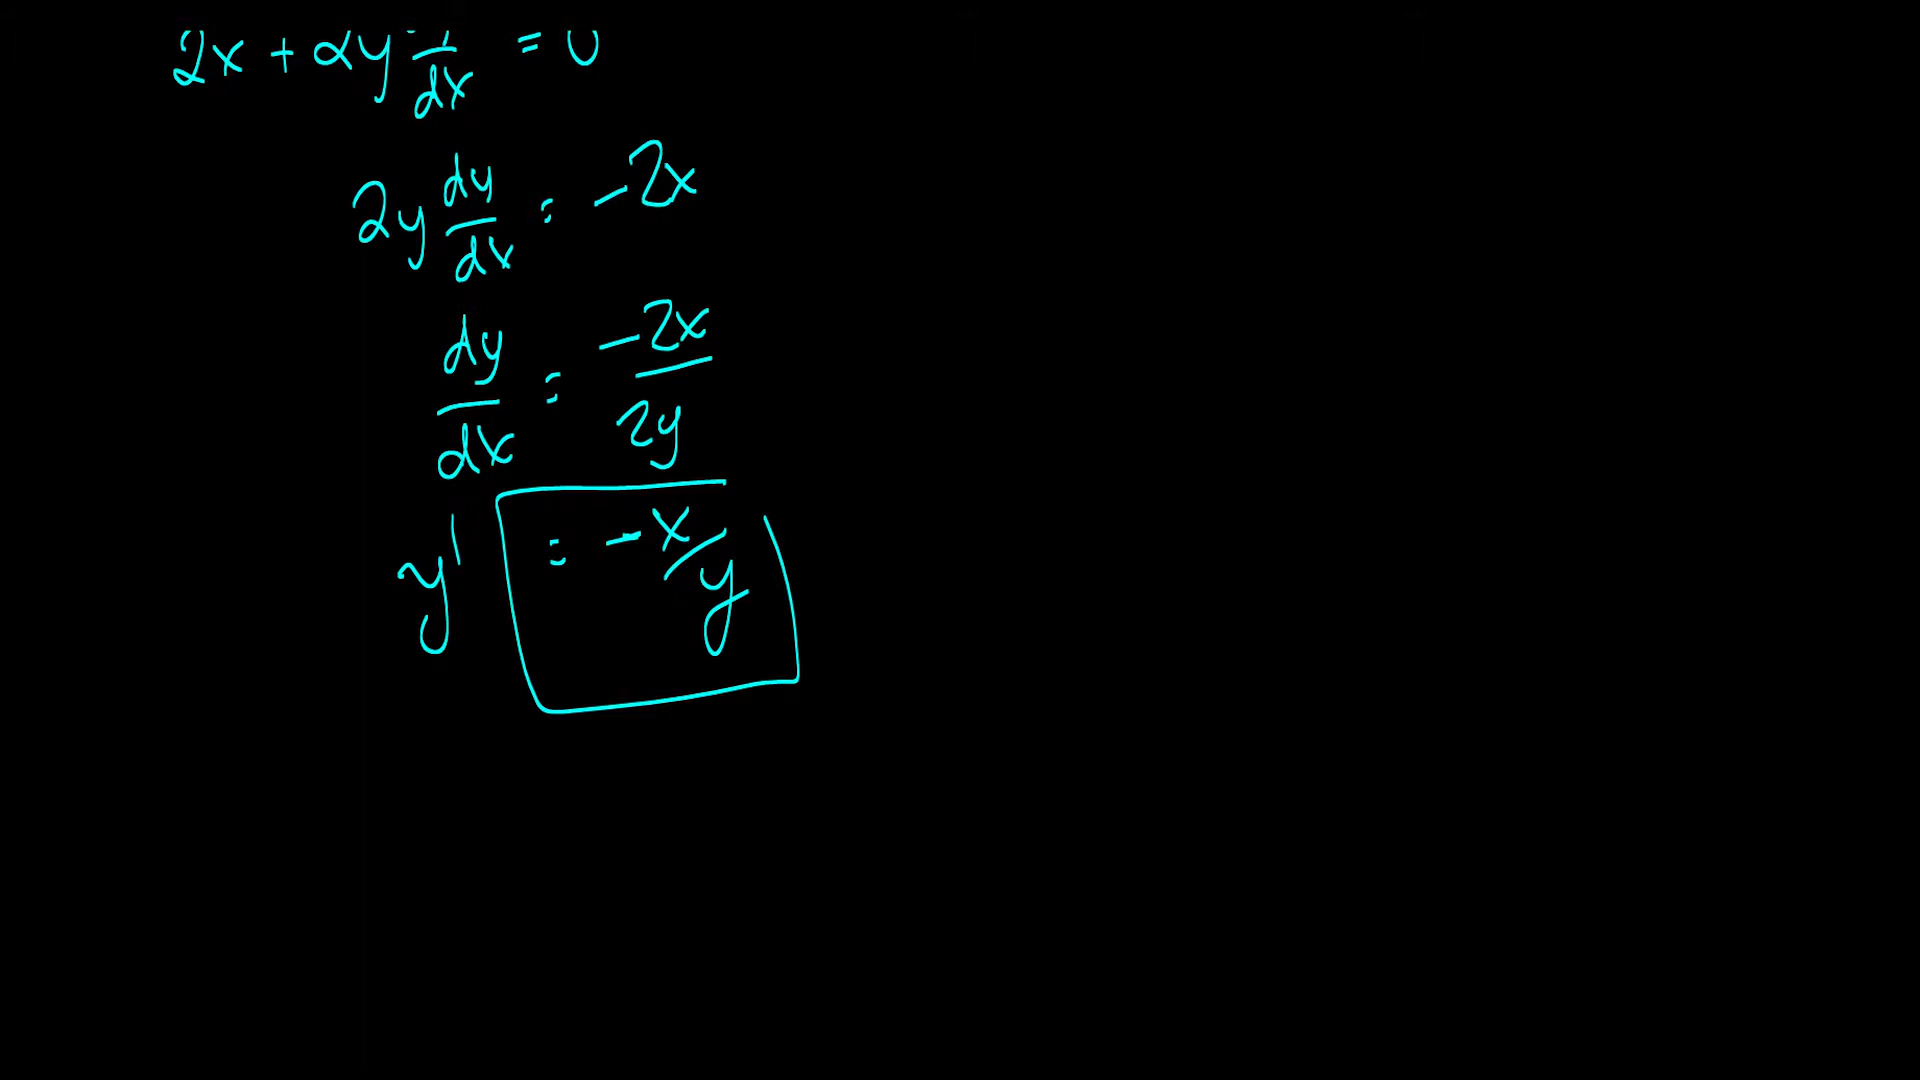 2x + 2y dy/dx = 0
2y dy/dx = -2x
dy/dx = -2x/2y
y' = -x/y